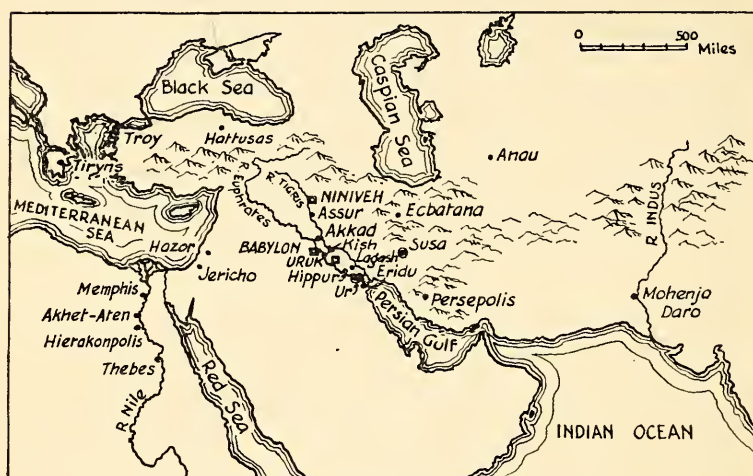 0 500
Miles
Black Sea
Caspian Sea
Troy
Hattusas
Anau
Tiryns
R. Euphrates
R. Tigris
NINIVEH
Assur
Ecbatana
R. INDUS
MEDITERRANEAN
SEA
Akkad
Hazor
BABYLON
Kish
Susa
URUK
Lagash
Jericho
Hippur
Eridu
Ur
Memphis
Persepolis
Mohenja
Daro
Akhet-Aten
Persian Gulf
Hierakonpolis
Thebes
Red Sea
R. Nile
INDIAN OCEAN